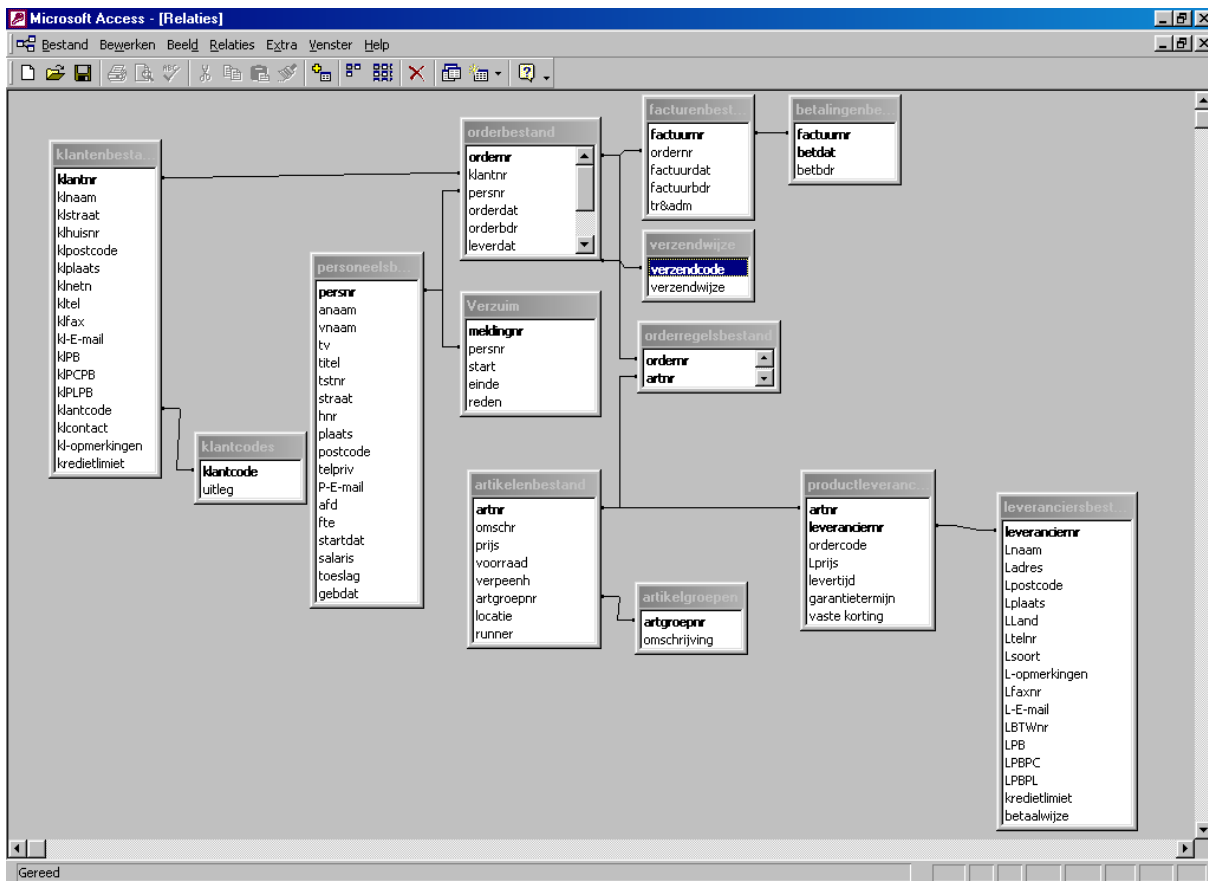 Microsoft Access - [Relaties]
Bestand Bewerken Beeld Relaties Extra Venster Help
klantenbesta...
klantnr
klnaam
klstraat
klhuisnr
klpostcode
klplaats
klnetn
kltel
klfax
kl-E-mail
klPB
klPCPB
klPLPB
klantcode
klcontact
kl-opmerkingen
kredietlimiet
klantcodes
klantcode
uitleg
personeelsb...
persnr
anaam
vnaam
tv
titel
tstnr
straat
hnr
plaats
postcode
telpriv
P-E-mail
afd
fte
startdat
salaris
toeslag
gebdat
orderbestand
ordernr
klantnr
persnr
orderdat
orderbdr
leverdat
Verzuim
meldingnr
persnr
start
einde
reden
artikelenbestand
artnr
omschr
prijs
voorraad
verpeenh
artgroepnr
locatie
runner
facturenbest...
factuurnr
ordernr
factuurdat
factuurbdr
tr&adm
betalingenbe...
factuurnr
betdat
betbdr
verzendwijze
verzendcode
verzendwijze
orderregelsbestand
ordernr
artnr
artikelgroepen
artgroepnr
omschrijving
productleveranc...
artnr
leveranciernr
ordercode
Lprijs
levertijd
garantietermijn
vaste korting
leveranciersbest...
leveranciernr
Lnaam
Ladres
Lpostcode
Lplaats
LLand
Ltelnr
Lsoort
L-opmerkingen
Lfaxnr
L-E-mail
LBTWnr
LPB
LPBPC
LPBPL
kredietlimiet
betaalwijze
Gereed